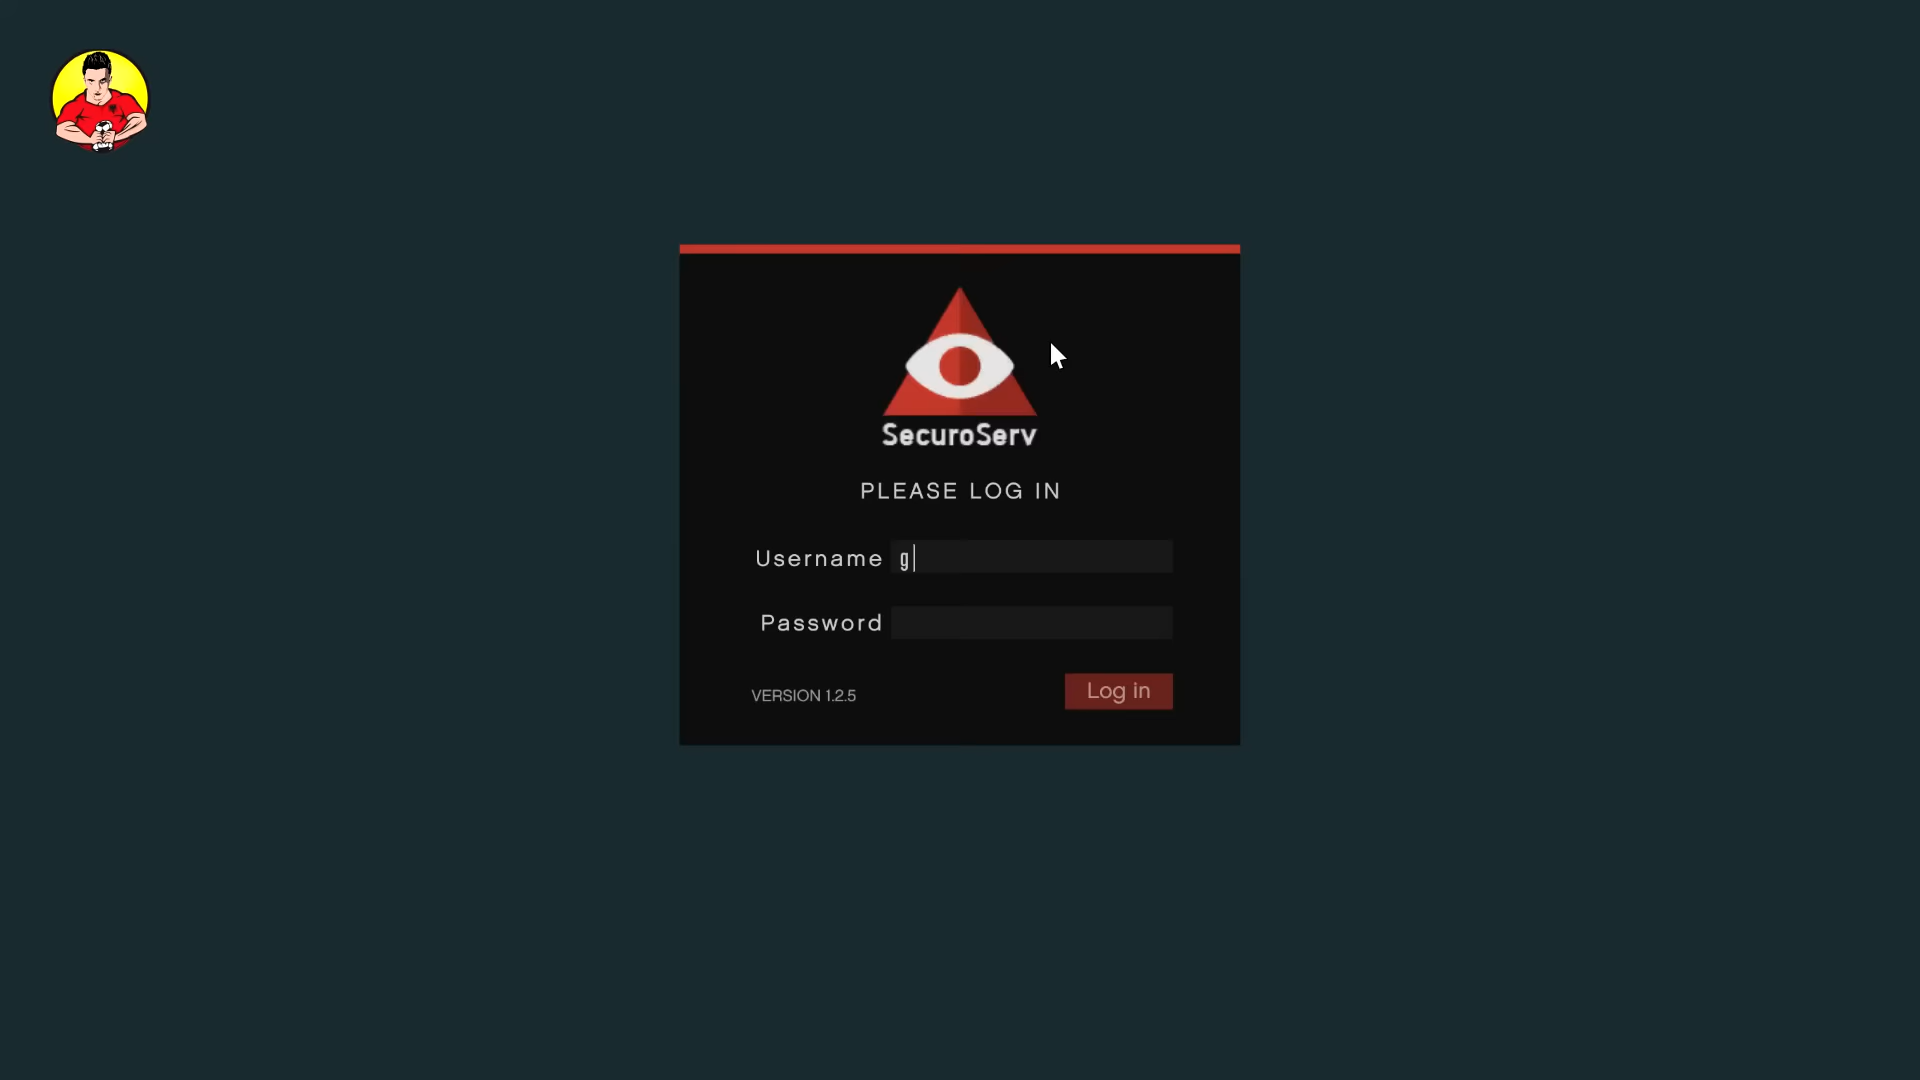 SecuroServ
PLEASE LOG IN
Username g
Password
VERSION 1.2.5
Log in